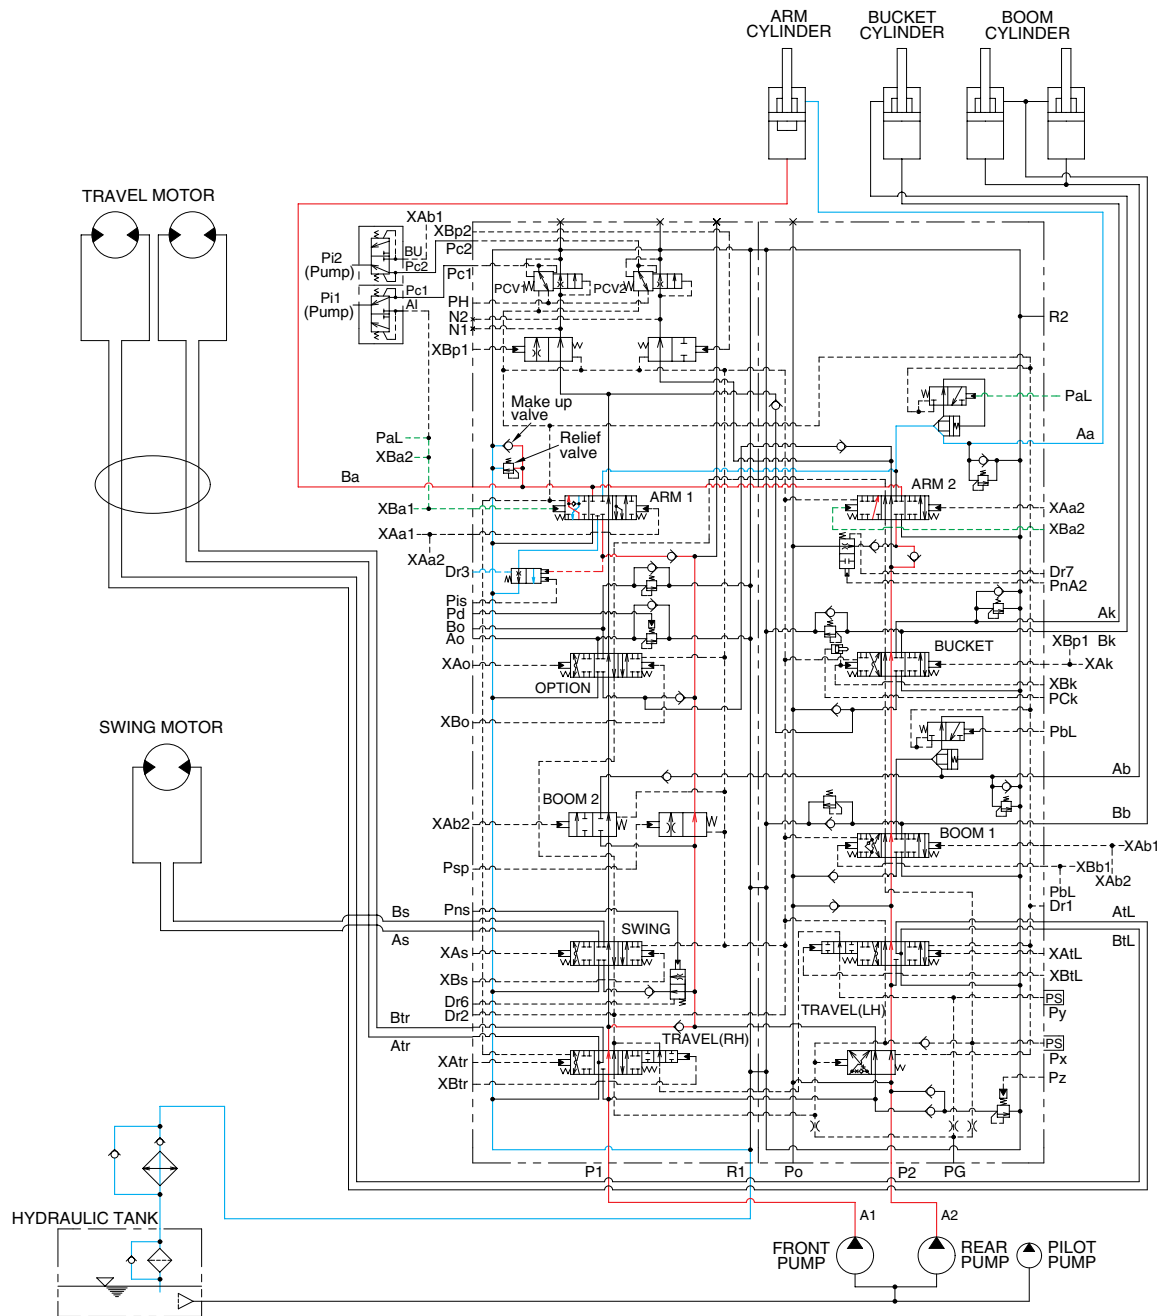 ARM
CYLINDER
BUCKET
CYLINDER
BOOM
CYLINDER
TRAVEL MOTOR
XAb1
XBp2
Pc2
Pc1
BU
Pc2
Pi2
(Pump)
Pc1
AI
Pi1
(Pump)
PCV1
PCV2
PH
N2
N1
XBp1
R2
Make up
valve
Relief
valve
PaL
Aa
PaL
XBa2
Ba
ARM 1
ARM 2
XBa1
XAa1
XAa2
XAa2
XBa2
Dr3
Pis
Pd
Bo
Ao
Dr7
PnA2
Ak
XBp1
Bk
XAo
OPTION
BUCKET
XAk
XBk
PCk
XBo
PbL
SWING MOTOR
Ab
Bb
BOOM 2
XAb2
BOOM 1
XAb1
XBb1
XAb2
PbL
Dr1
Psp
Pns
Bs
As
SWING
XAs
XBs
Dr6
Dr2
AtL
BtL
XAtL
XBtL
PS
Py
TRAVEL(LH)
Btr
Atr
TRAVEL(RH)
PS
Px
XAtr
XBtr
Pz
P1
R1
Po
P2
PG
HYDRAULIC TANK
A1
A2
FRONT
PUMP
REAR
PUMP
PILOT
PUMP